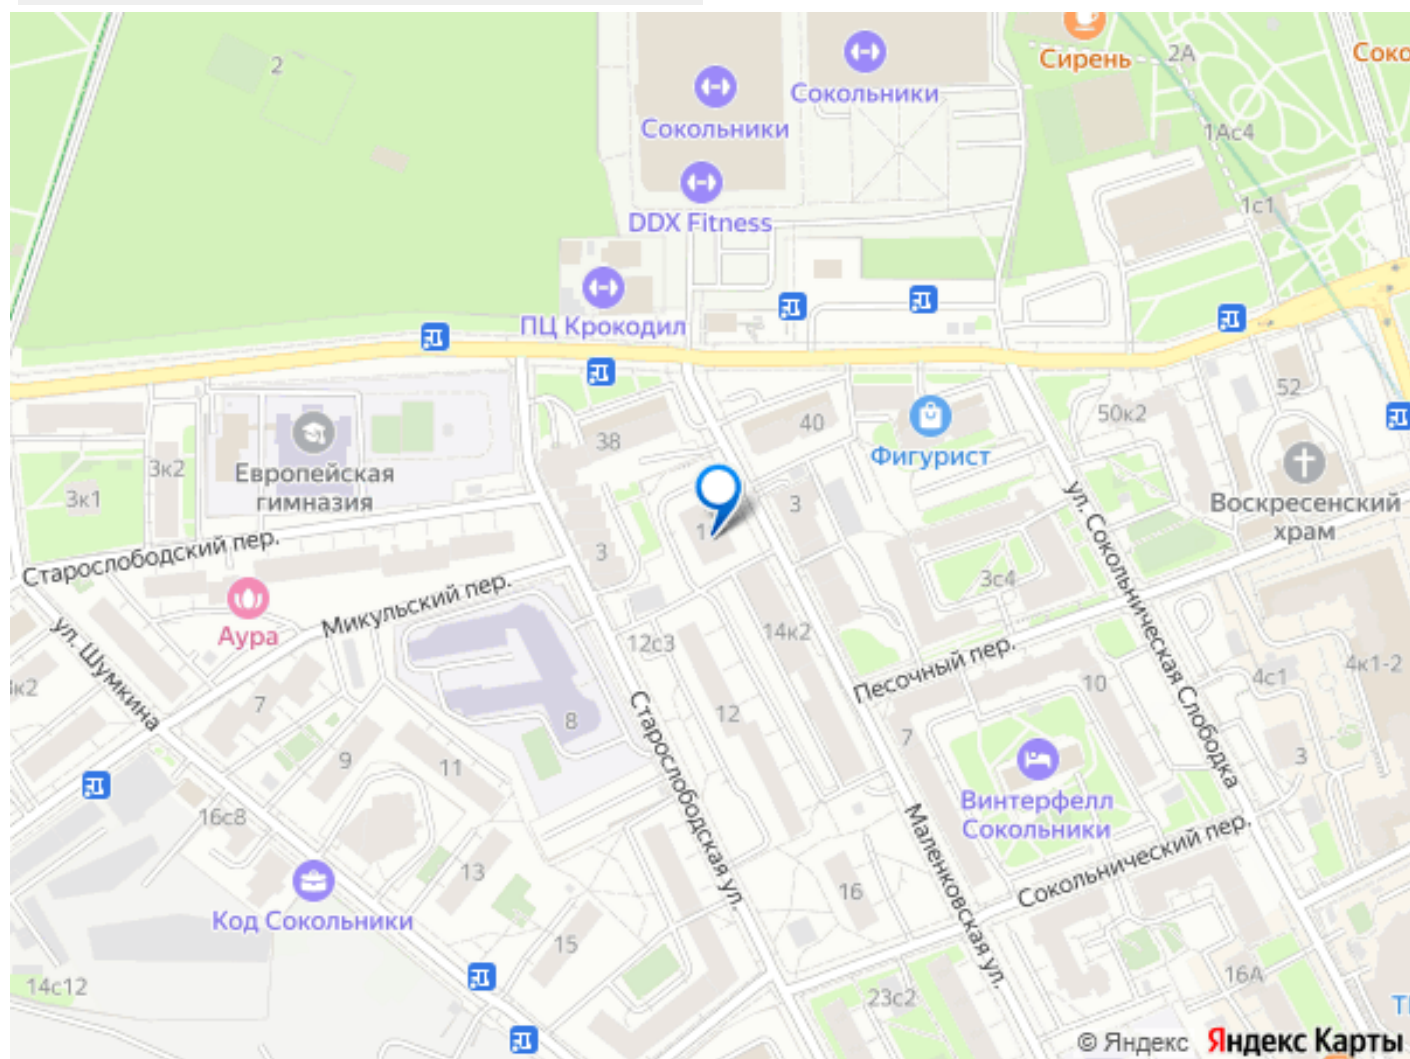 2
Сирень
2А
Соко
Сокольники
Сокольники
1Ас4
DDX Fitness
1с1
ПЦ Крокодил
52
50к2
38
40
Фигурист
3к2
Европейская
гимназия
3к1
Воскресенский
храм
3
1
3
Старослободский пер.
ул. Сокольническая Слободка
3с4
Аура
Микульский пер.
12с3
14к2
Песочный пер.
ул. Шумкина
к2
7
8
12
10
4с1
4к1-2
Старослободская ул.
7
9
11
3
Винтерфелл
Сокольники
16с8
Маленковская ул.
Сокольнический пер.
13
16
Код Сокольники
15
14с12
23с2
16А
© Яндекс Яндекс Карты